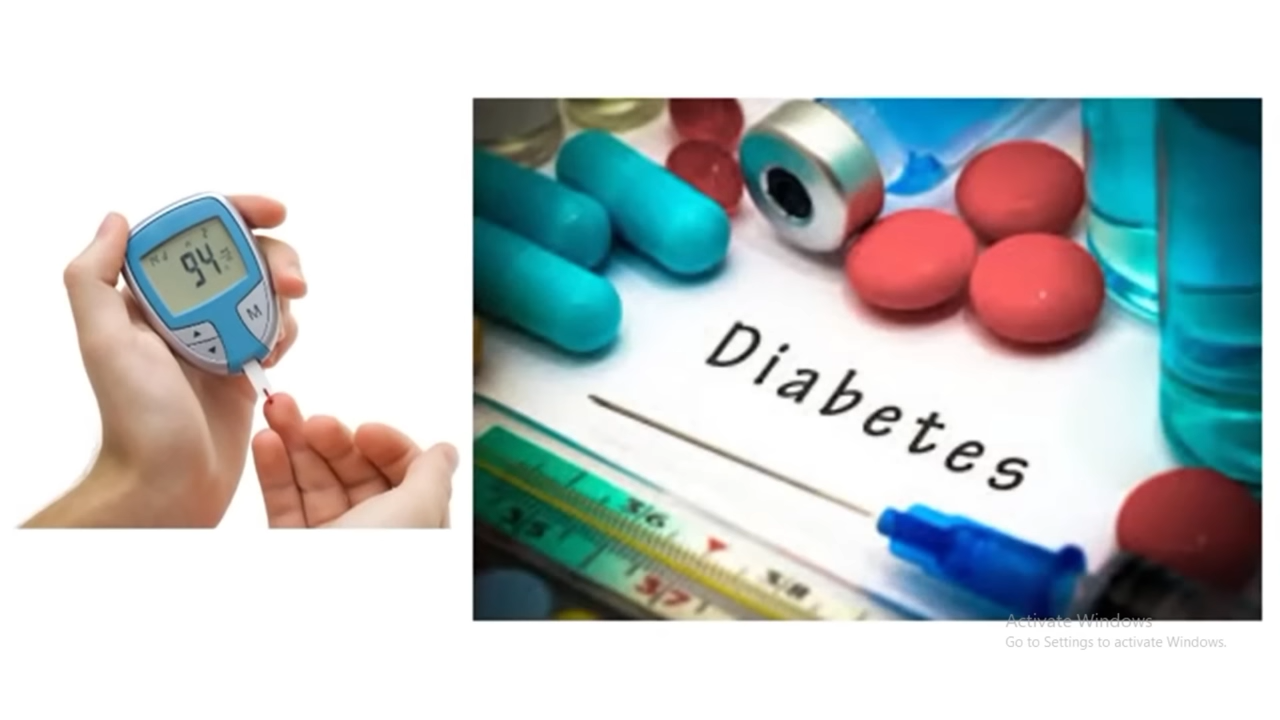 94
M
Diabetes
35
36
37
38
Activate Windows
Go to Settings to activate Windows.